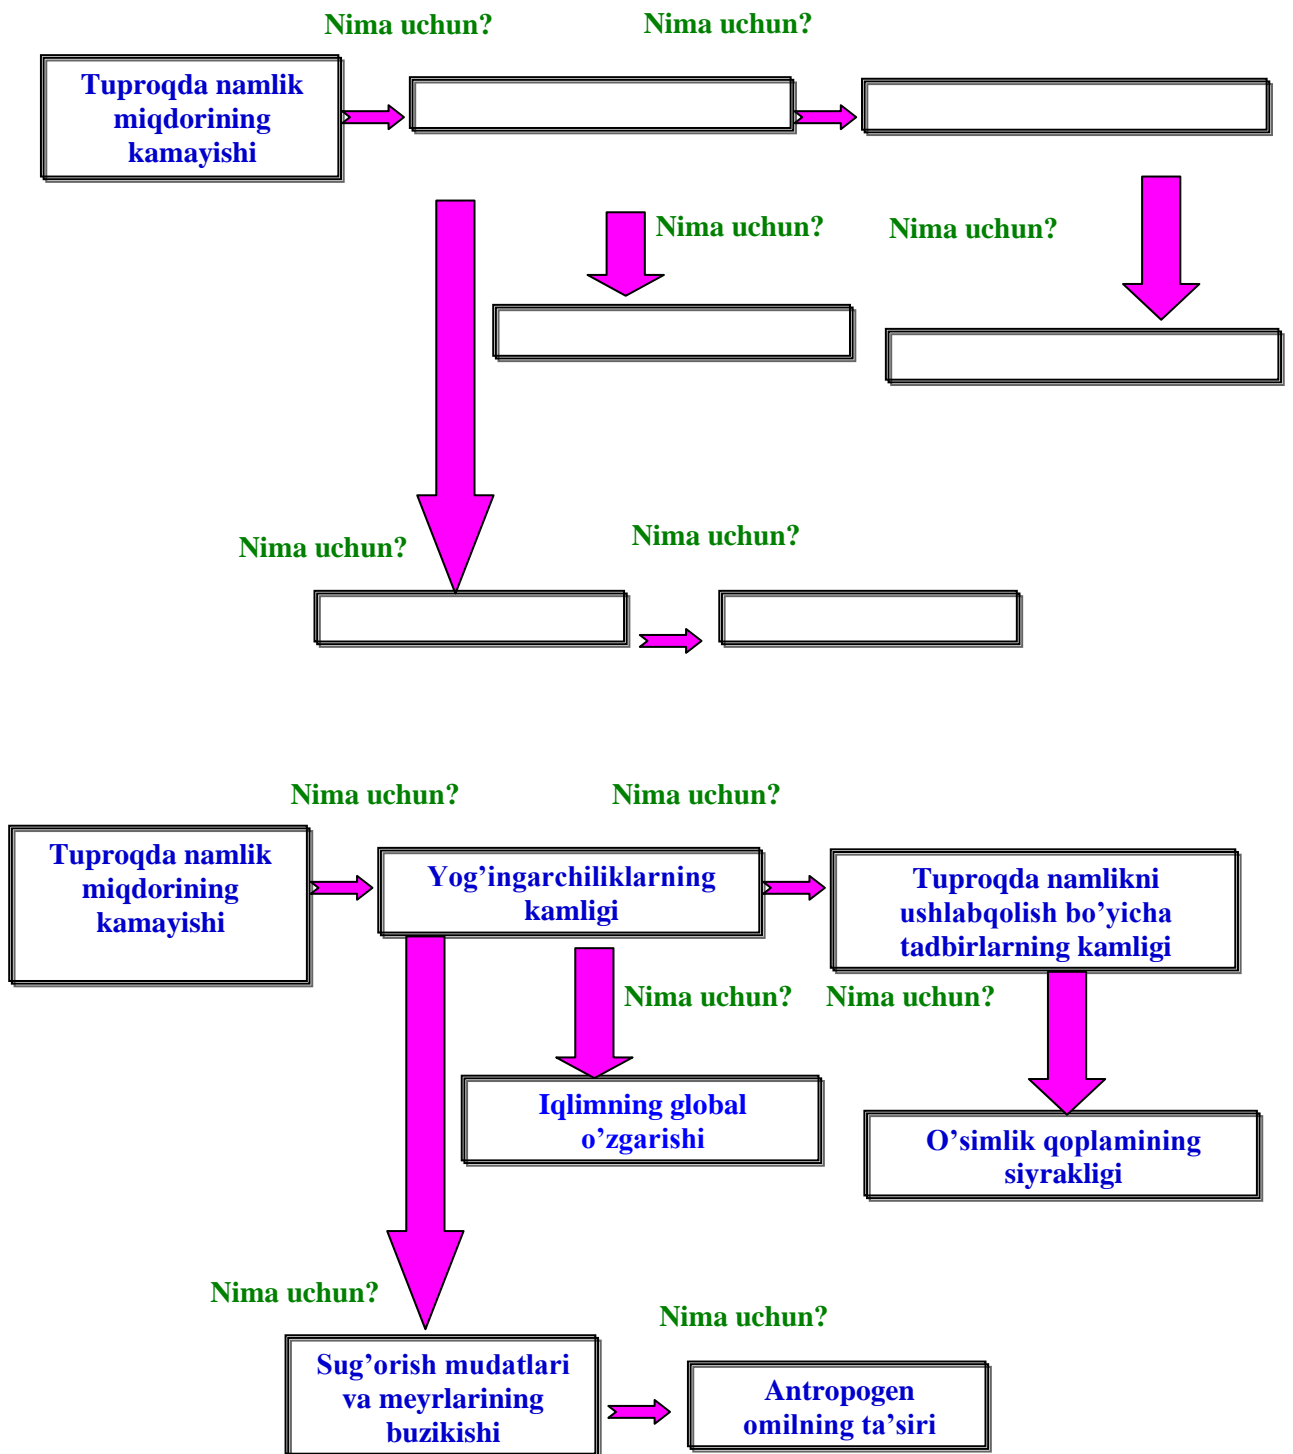 Nima uchun?
Nima uchun?
Tuproqda namlik
miqdorining
kamayishi
Nima uchun?
Nima uchun?
Nima uchun?
Nima uchun?
Nima uchun?
Nima uchun?
Tuproqda namlik
miqdorining
kamayishi
Yog’ingarchiliklarning
kamligi
Tuproqda namlikni
ushlabqolish bo’yicha
tadbirlarning kamligi
Nima uchun?
Nima uchun?
Iqlimning global
o’zgarishi
O’simlik qoplamining
siyrakligi
Nima uchun?
Nima uchun?
Sug’orish mudatlari
va meyrlarining
buzikishi
Antropogen
omilning ta’siri